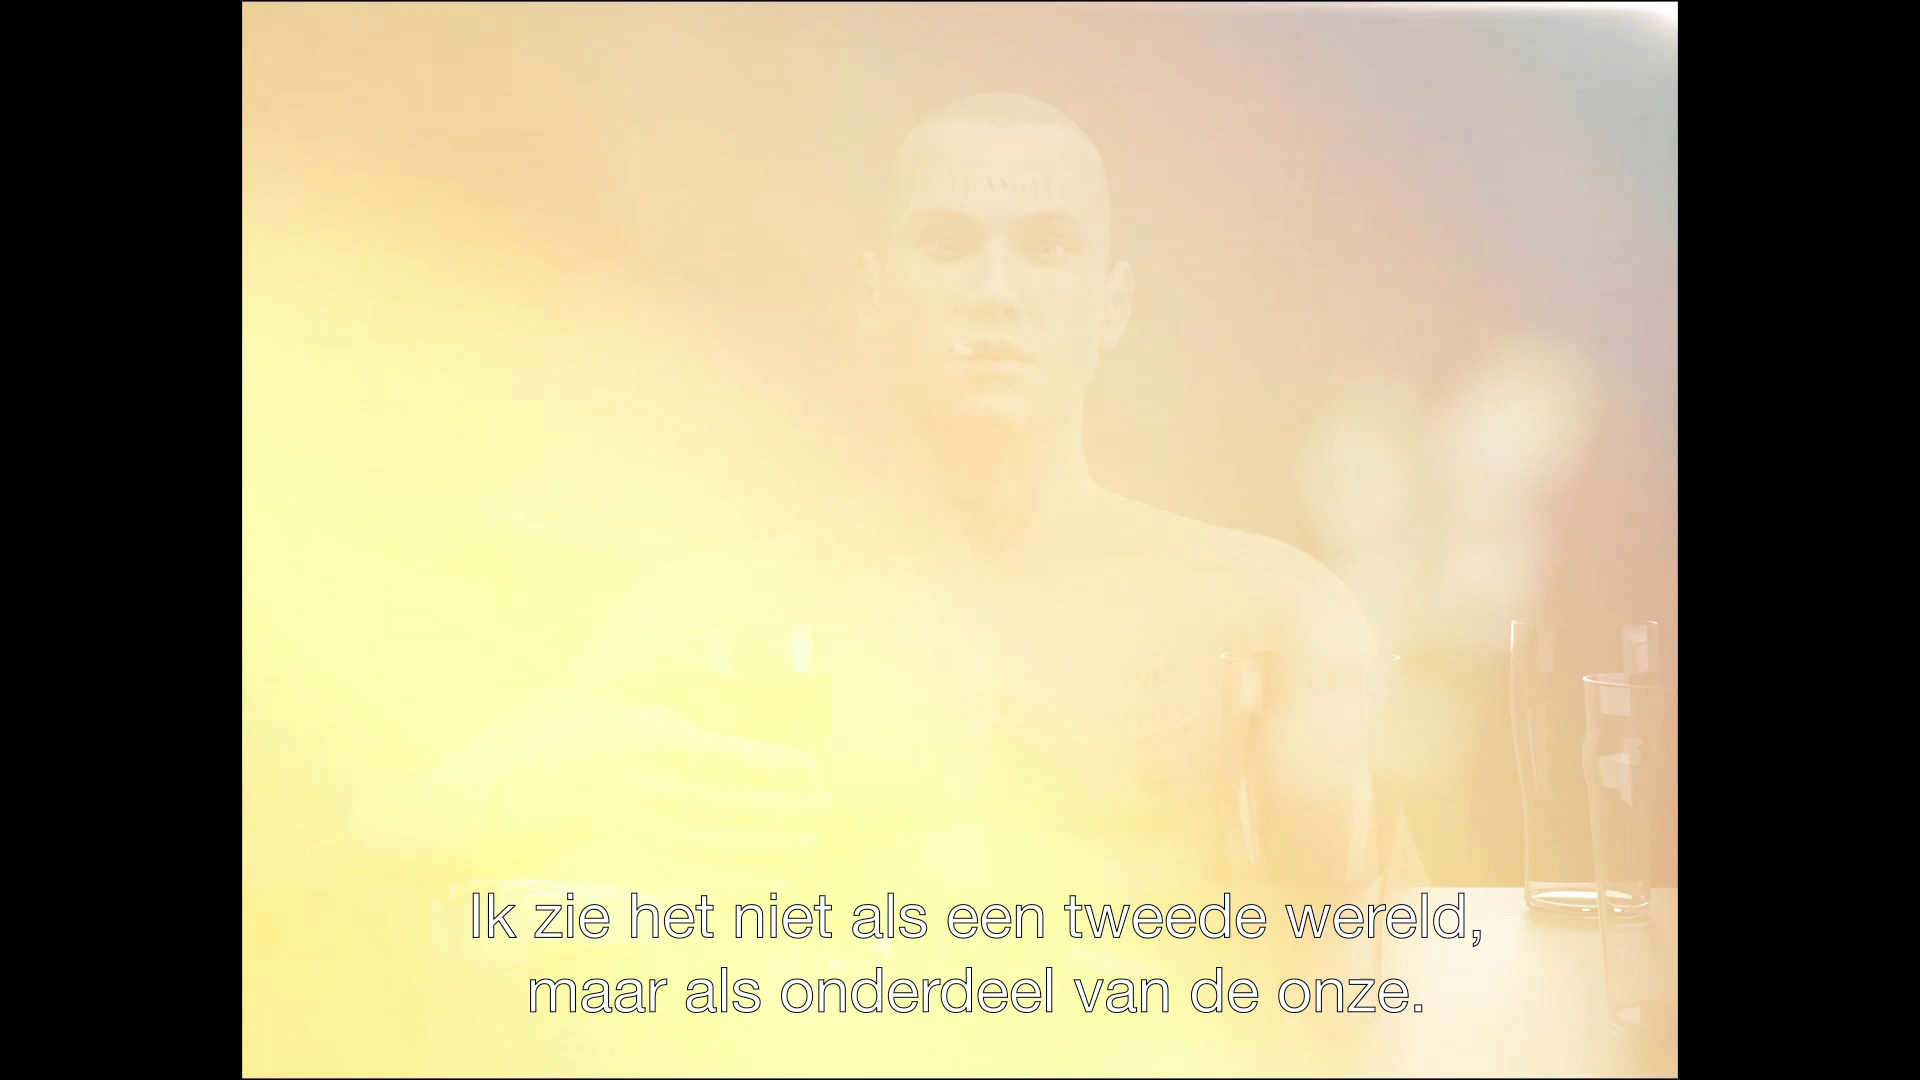 Ik zie het niet als een tweede wereld,
maar als onderdeel van de onze.